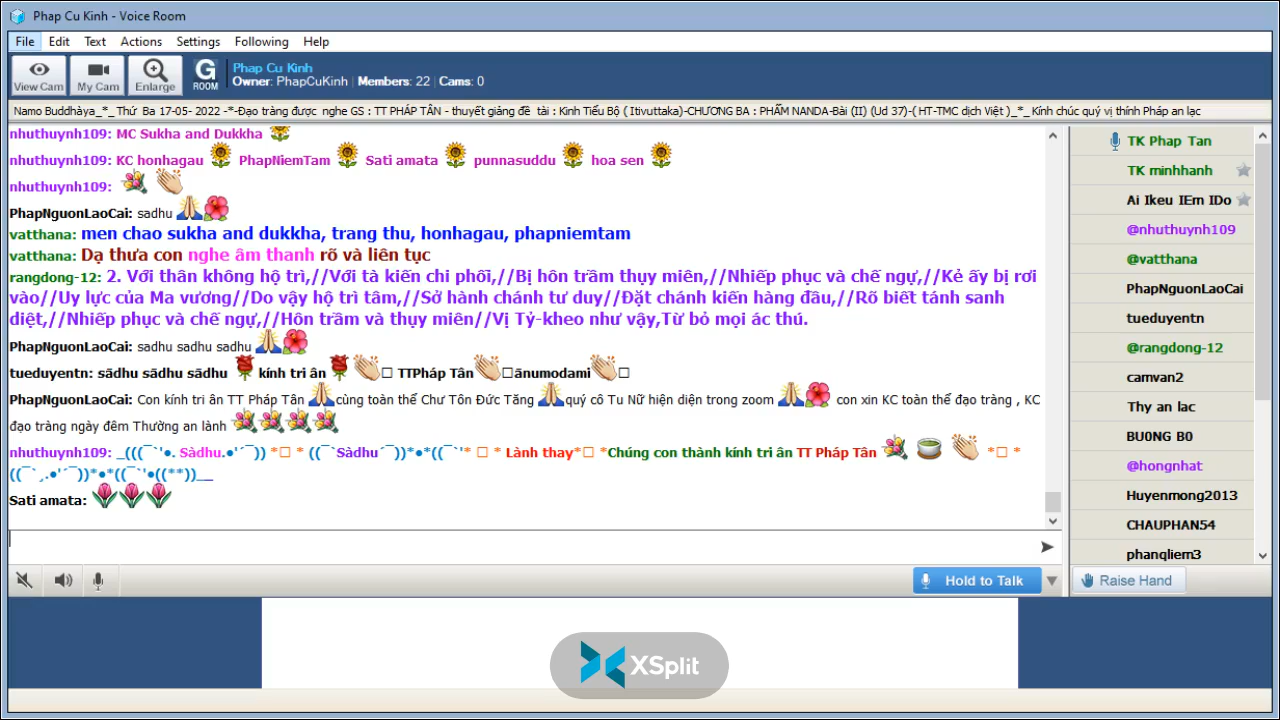 Phap Cu Kinh - Voice Room
File Edit Text Actions Settings Following Help
View Cam My Cam Enlarge G ROOM
Phap Cu Kinh
Owner: PhapCuKinh | Members: 22 | Cams: 0
Namo Buddhàya_*_ Thứ Ba 17-05- 2022 -*-Đạo tràng được nghe GS : TT PHÁP TÂN - thuyết giảng đề tài : Kinh Tiểu Bộ ( Itivuttaka)-CHƯƠNG BA : PHẨM NANDA-Bài (II) (Ud 37)-( HT-TMC dịch Việt )_*_ Kính chúc quý vị thính Pháp an lạc
nhuthuynh109: MC Sukha and Dukkha
nhuthuynh109: KC honhagau PhapNiemTam Sati amata punnasuddu hoa sen
nhuthuynh109:
PhapNguonLaoCai: sadhu
vatthana: men chao sukha and dukkha, trang thu, honhagau, phapniemtam
vatthana: Dạ thưa con nghe âm thanh rõ và liên tục
rangdong-12: 2. Với thân không hộ trì,//Với tà kiến chi phối,//Bị hôn trầm thụy miên,//Nhiếp phục và chế ngự,//Kẻ ấy bị rơi
vào//Uy lực của Ma vương//Do vậy hộ trì tâm,//Sở hành chánh tư duy//Đặt chánh kiến hàng đầu,//Rõ biết tánh sanh
diệt,//Nhiếp phục và chế ngự,//Hôn trầm và thụy miên//Vị Tỷ-kheo như vậy,Từ bỏ mọi ác thú.
PhapNguonLaoCai: sadhu sadhu sadhu
tueduyentn: sādhu sādhu sādhu kính tri ân TTPháp Tân ānumodami
PhapNguonLaoCai: Con kính tri ân TT Pháp Tân cùng toàn thể Chư Tôn Đức Tăng quý cô Tu Nữ hiện diện trong zoom con xin KC toàn thể đạo tràng , KC
đạo tràng ngày đêm Thường an lành
nhuthuynh109: _(((¯`'•. Sàdhu.•'´¯)) *□ * ((¯`Sàdhu´¯))*•*((¯`'* □ * Lành thay*□ *Chúng con thành kính tri ân TT Pháp Tân *□ *
((¯`¸.•'´¯))*•*((¯`'•((**))__
Sati amata:
Hold to Talk
TK Phap Tan
TK minhhanh
Ai Ikeu IEm IDo
@nhuthuynh109
@vatthana
PhapNguonLaoCai
tueduyentn
@rangdong-12
camvan2
Thy an lac
BU0NG B0
@hongnhat
Huyenmong2013
CHAUPHAN54
phanqliem3
Raise Hand
XSplit